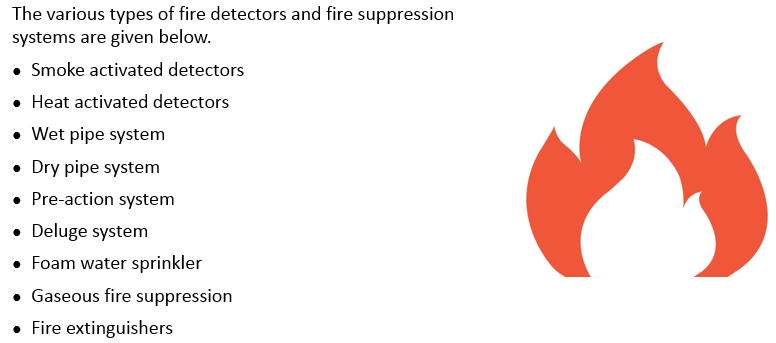 The various types of fire detectors and fire suppression
systems are given below.
• Smoke activated detectors
• Heat activated detectors
• Wet pipe system
• Dry pipe system
• Pre-action system
• Deluge system
• Foam water sprinkler
• Gaseous fire suppression
• Fire extinguishers